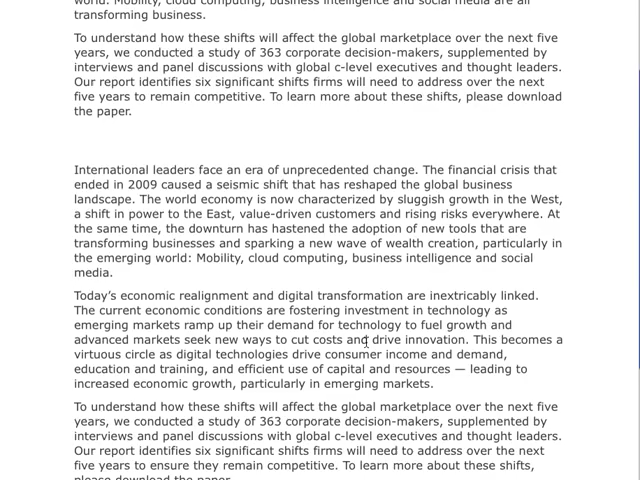 world: Mobility, cloud computing, business intelligence and social media are all
transforming business.
To understand how these shifts will affect the global marketplace over the next five
years, we conducted a study of 363 corporate decision-makers, supplemented by
interviews and panel discussions with global c-level executives and thought leaders.
Our report identifies six significant shifts firms will need to address over the next
five years to remain competitive. To learn more about these shifts, please download
the paper.
International leaders face an era of unprecedented change. The financial crisis that
ended in 2009 caused a seismic shift that has reshaped the global business
landscape. The world economy is now characterized by sluggish growth in the West,
a shift in power to the East, value-driven customers and rising risks everywhere. At
the same time, the downturn has hastened the adoption of new tools that are
transforming businesses and sparking a new wave of wealth creation, particularly in
the emerging world: Mobility, cloud computing, business intelligence and social
media.
Today’s economic realignment and digital transformation are inextricably linked.
The current economic conditions are fostering investment in technology as
emerging markets ramp up their demand for technology to fuel growth and
advanced markets seek new ways to cut costs and drive innovation. This becomes a
virtuous circle as digital technologies drive consumer income and demand,
education and training, and efficient use of capital and resources — leading to
increased economic growth, particularly in emerging markets.
To understand how these shifts will affect the global marketplace over the next five
years, we conducted a study of 363 corporate decision-makers, supplemented by
interviews and panel discussions with global c-level executives and thought leaders.
Our report identifies six significant shifts firms will need to address over the next
five years to ensure they remain competitive. To learn more about these shifts,
please download the paper.